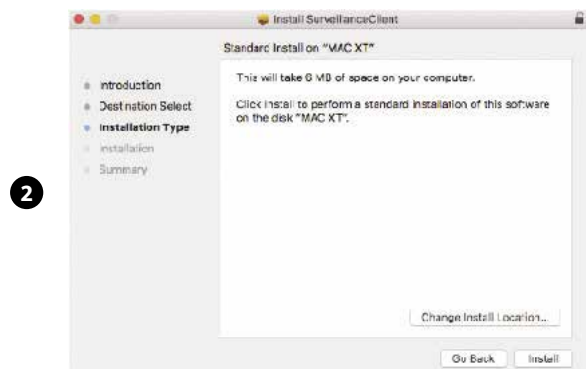 Install SurveillanceClient
Standard Install on "MAC XT"
Introduction
Destination Select
Installation Type
Installation
Summary
This will take 6 MB of space on your computer.
Click Install to perform a standard installation of this software
on the disk "MAC XT".
2
Change Install Location...
Go Back
Install